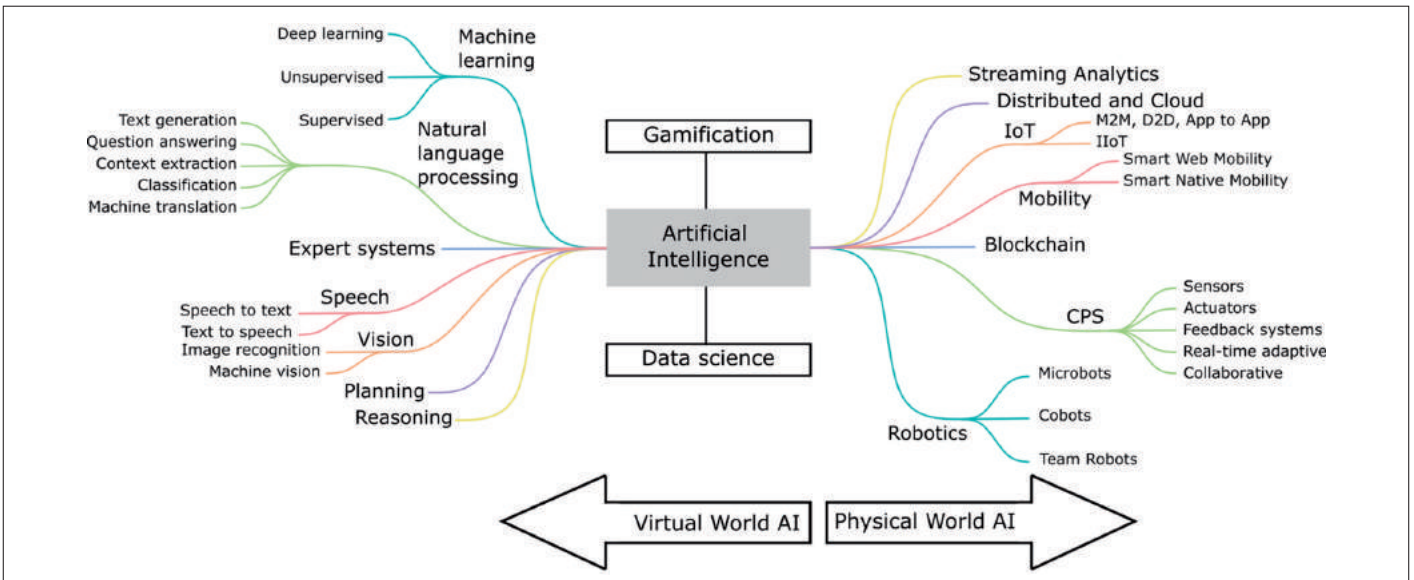 Deep learning
Unsupervised
Supervised
Machine
learning
Text generation
Question answering
Context extraction
Classification
Machine translation
Natural
language
processing
Expert systems
Speech to text
Text to speech
Speech
Image recognition
Machine vision
Vision
Planning
Reasoning
Gamification
Artificial
Intelligence
Data science
Streaming Analytics
Distributed and Cloud
IoT
M2M, D2D, App to App
IIoT
Smart Web Mobility
Smart Native Mobility
Mobility
Blockchain
CPS
Sensors
Actuators
Feedback systems
Real-time adaptive
Collaborative
Robotics
Microbots
Cobots
Team Robots
Virtual World AI
Physical World AI